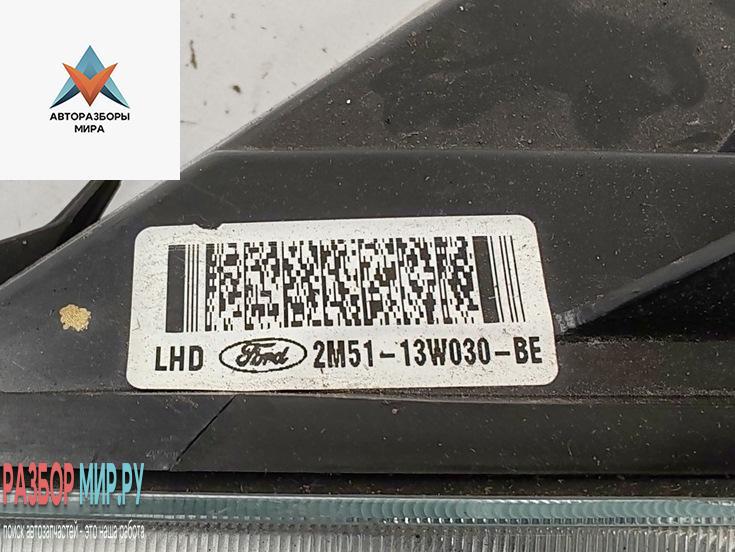 АВТОРАЗБОРЫ
МИРА
LHD Ford 2M51-13W030-BE
РАЗБОР МИР.РУ
поиск автозапчастей - это наша работа